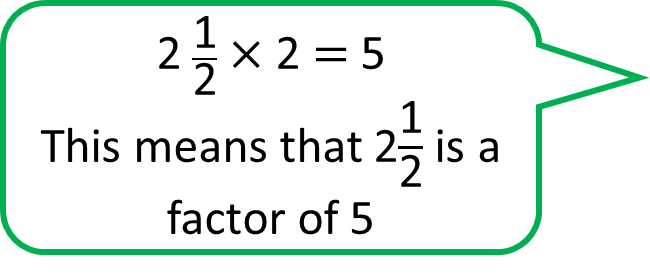 2 1/2 × 2 = 5
This means that 2 1/2 is a
factor of 5